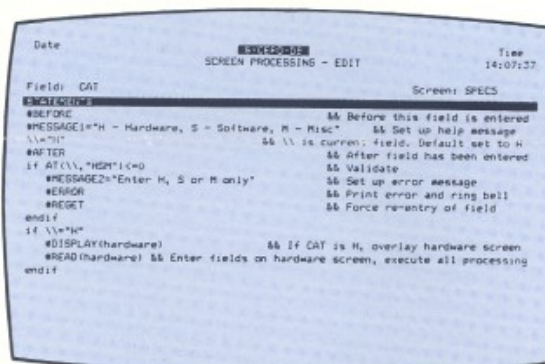 Date
SCREEN PROCESSING - EDIT
Time
14:07:37
Field: CAT Screen: SPECS
STATEMENTS
#BEFORE && Before this field is entered
#MESSAGE1="H - Hardware, S - Software, M - Misc" && Set up help message
\\="H" && \\ is current field. Default set to H
#AFTER && After field has been entered
if AT(\\,"HSM")<=0 && Validate
#MESSAGE2="Enter H, S or M only" && Set up error message
#ERROR && Print error and ring bell
#REGET && Force re-entry of field
endif
if \\="H"
#DISPLAY(hardware) && If CAT is H, overlay hardware screen
#READ(hardware) && Enter fields on hardware screen, execute all processing
endif